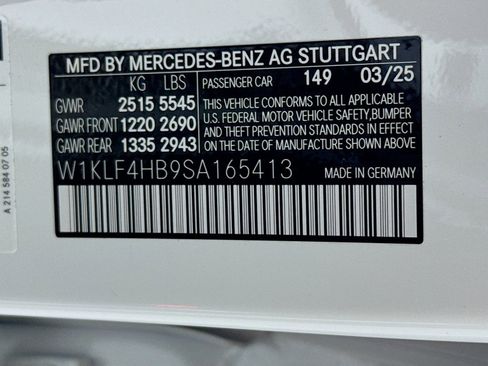 MFD BY MERCEDES-BENZ AG STUTTGART
KG LBS PASSENGER CAR 149 03/25
GVWR 2515 5545
GAWR FRONT 1220 2690
GAWR REAR 1335 2943
THIS VEHICLE CONFORMS TO ALL APPLICABLE
U.S. FEDERAL MOTOR VEHICLE SAFETY, BUMPER
AND THEFT PREVENTION STANDARDS IN EFFECT
ON THE DATE OF MANUFACTURE SHOWN ABOVE.
W1KLF4HB9SA165413
MADE IN GERMANY
A 214 584 07 05